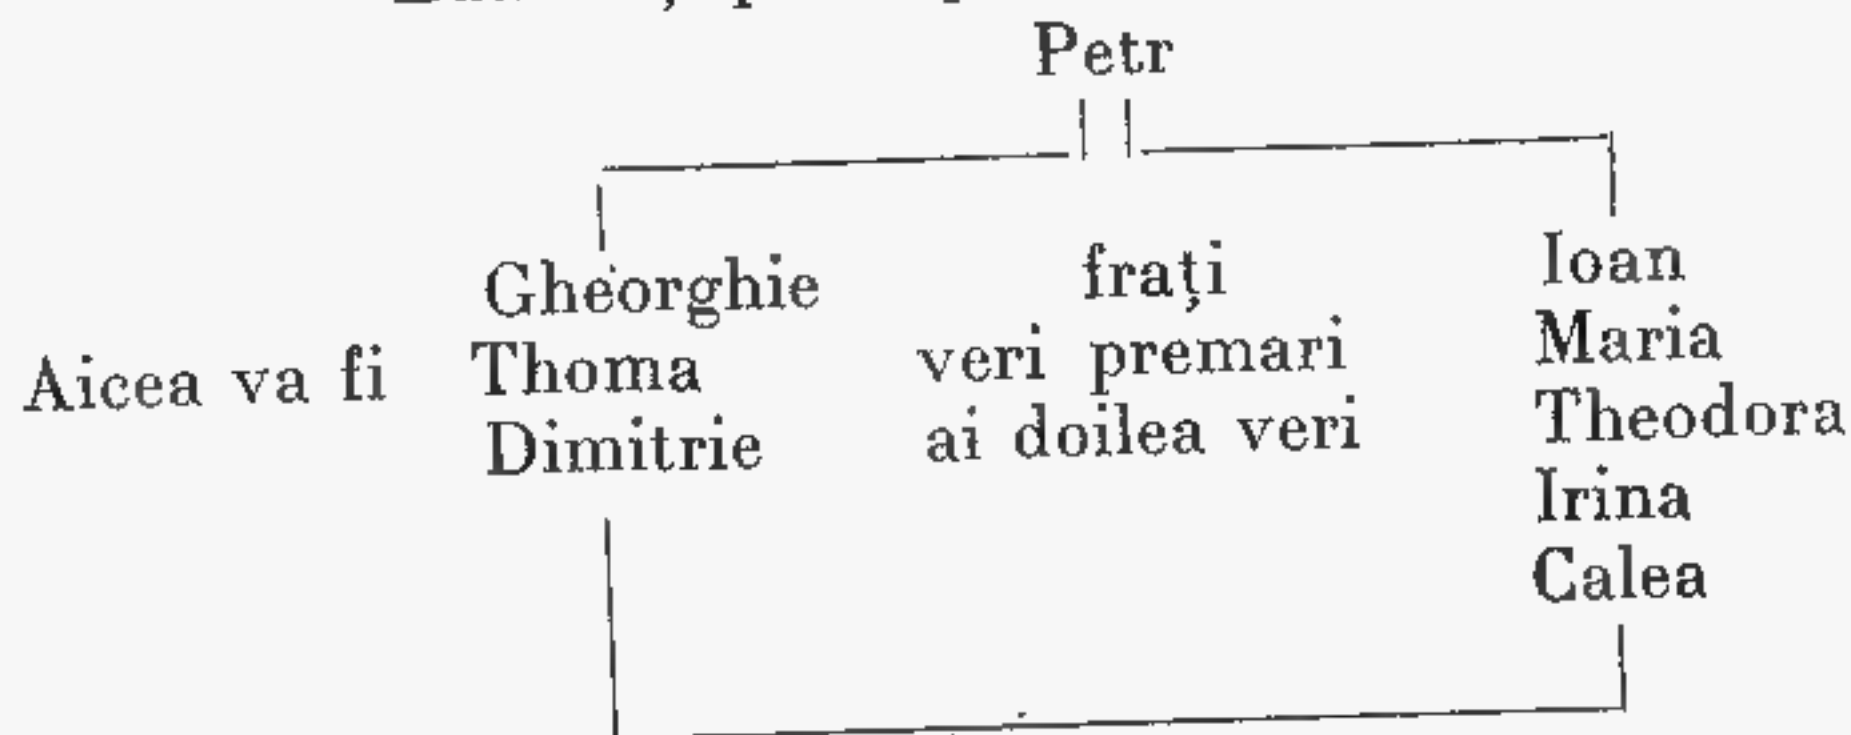 Petr
Gheorghie frați Ioan
Aicea va fi Thoma veri premari Maria
Dimitrie ai doilea veri Theodora
Irina
Calea